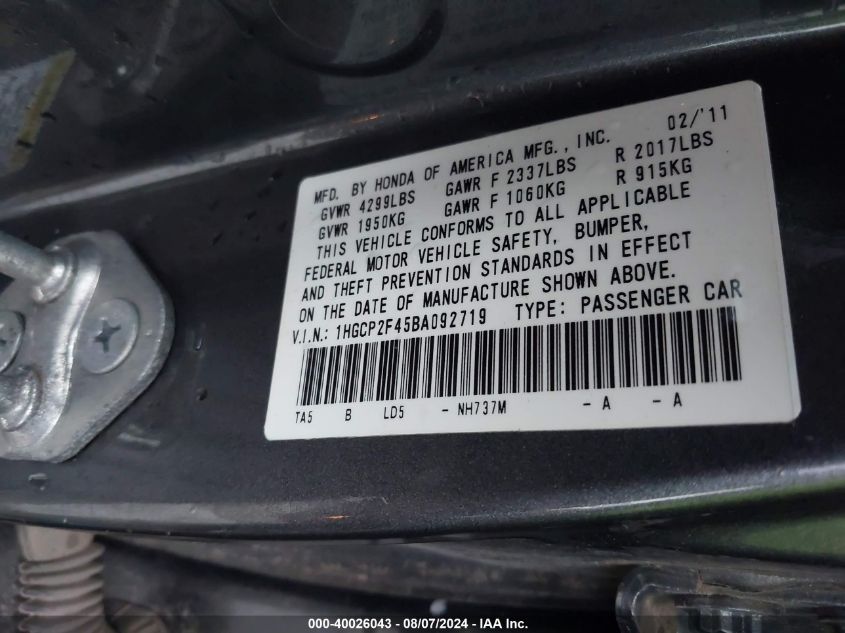 MFD. BY HONDA OF AMERICA MFG., INC. 02/'11
GVWR 4299LBS GAWR F 2337LBS R 2017LBS
GVWR 1950KG GAWR F 1060KG R 915KG
THIS VEHICLE CONFORMS TO ALL APPLICABLE
FEDERAL MOTOR VEHICLE SAFETY, BUMPER,
AND THEFT PREVENTION STANDARDS IN EFFECT
ON THE DATE OF MANUFACTURE SHOWN ABOVE.
V.I.N.: 1HGCP2F45BA092719 TYPE: PASSENGER CAR
TA5 B LD5 - NH737M - A - A
000-40026043 - 08/07/2024 - IAA Inc.